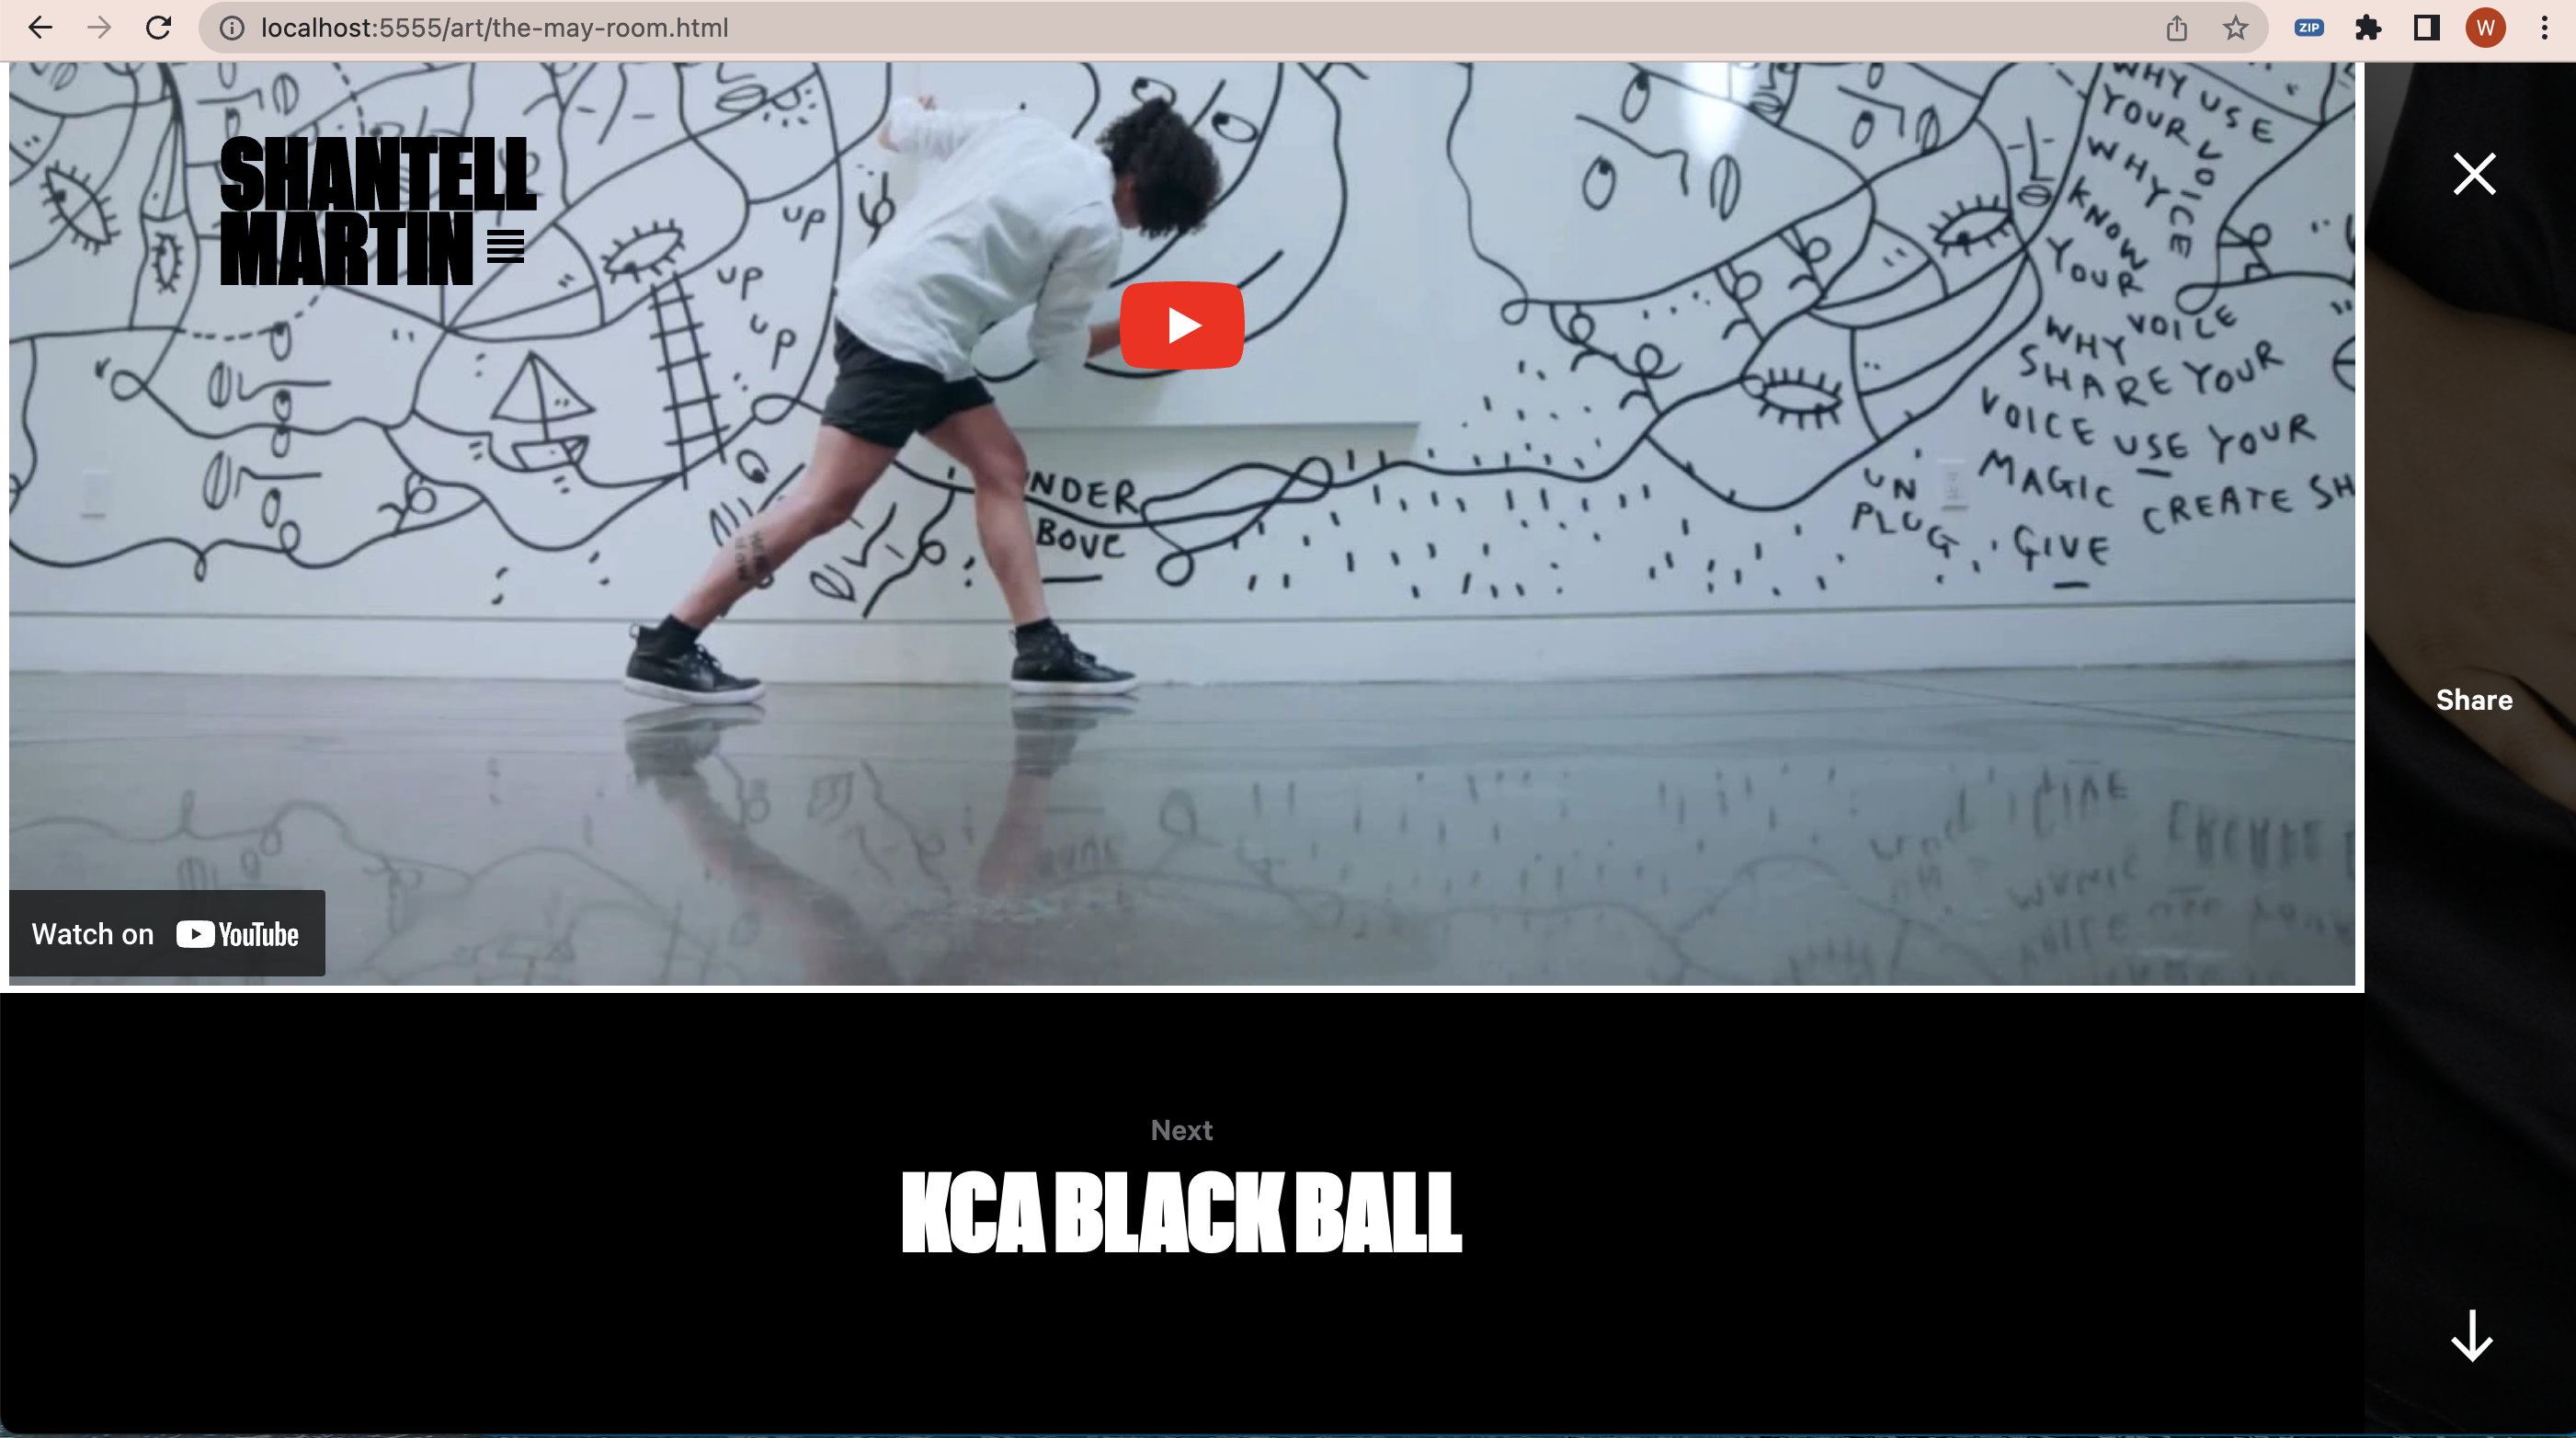 localhost:5555/art/the-may-room.html
ZIP
W
SHANTELL
MARTIN
up
up
up
WHY USE
YOUR VOICE
WHY
KNOW
YOUR
VOICE
WHY
SHARE YOUR
VOICE USE YOUR
MAGIC CREATE SH
UN
PLUG
GIVE
NDER
BOVE
Share
Watch on YouTube
Next
KCA BLACK BALL